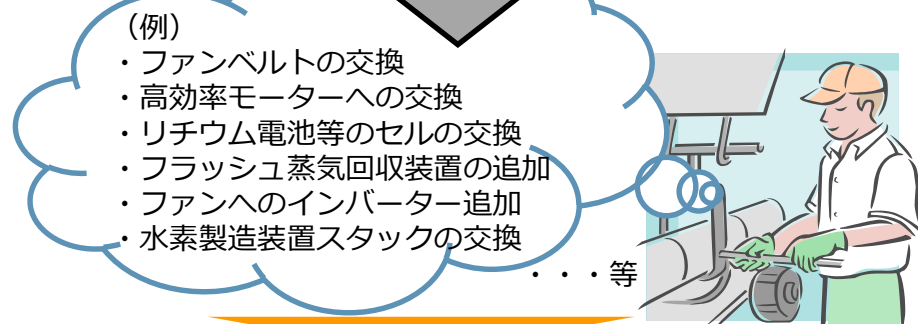 （例）
・ファンベルトの交換
・高効率モーターへの交換
・リチウム電池等のセルの交換
・フラッシュ蒸気回収装置の追加
・ファンへのインバーター追加
・水素製造装置スタックの交換
・・・等